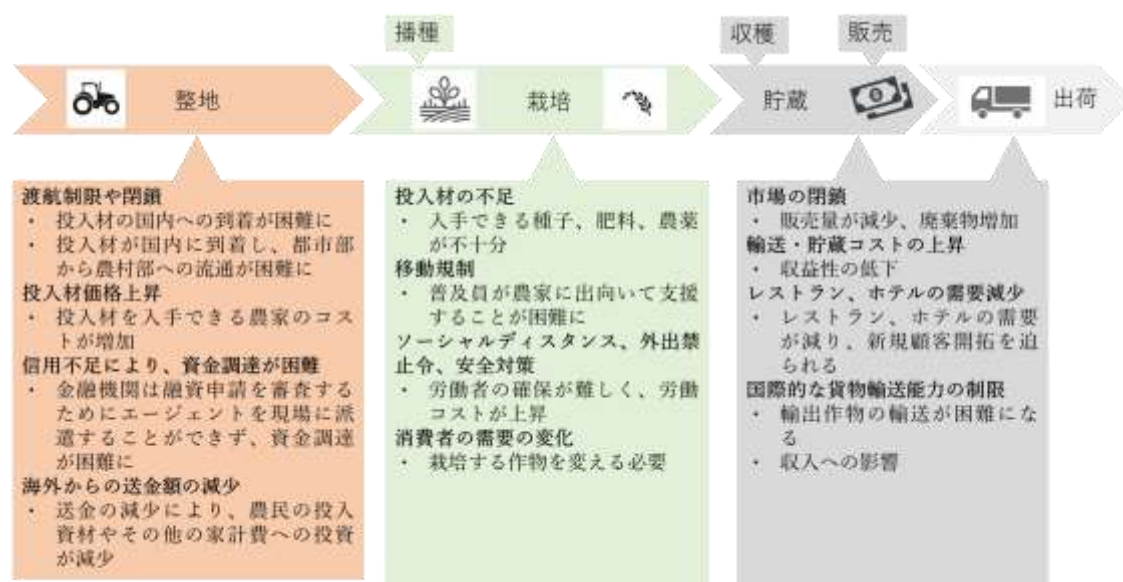 播種
収穫
販売
整地
栽培
貯蔵
出荷
渡航制限や閉鎖
・ 投入材の国内への到着が困難に
・ 投入材が国内に到着し、都市部
から農村部への流通が困難に
投入材価格上昇
・ 投入材を入手できる農家のコス
トが増加
信用不足により、資金調達が困難
・ 金融機関は融資申請を審査する
ためにエージェントを現場に派
遣することができず、資金調達
が困難に
海外からの送金額の減少
・ 送金の減少により、農民の投入
資材やその他の家計費への投資
が減少
投入材の不足
・ 入手できる種子、肥料、農薬
が不十分
移動規制
・ 普及員が農家に出向いて支援
することが困難に
ソーシャルディスタンス、外出禁
止令、安全対策
・ 労働者の確保が難しく、労働
コストが上昇
消費者の需要の変化
・ 栽培する作物を変える必要
市場の閉鎖
・ 販売量が減少、廃棄物増加
輸送・貯蔵コストの上昇
・ 収益性の低下
レストラン、ホテルの需要減少
・ レストラン、ホテルの需要
が減り、新規顧客開拓を迫
られる
国際的な貨物輸送能力の制限
・ 輸出作物の輸送が困難にな
る
・ 収入への影響